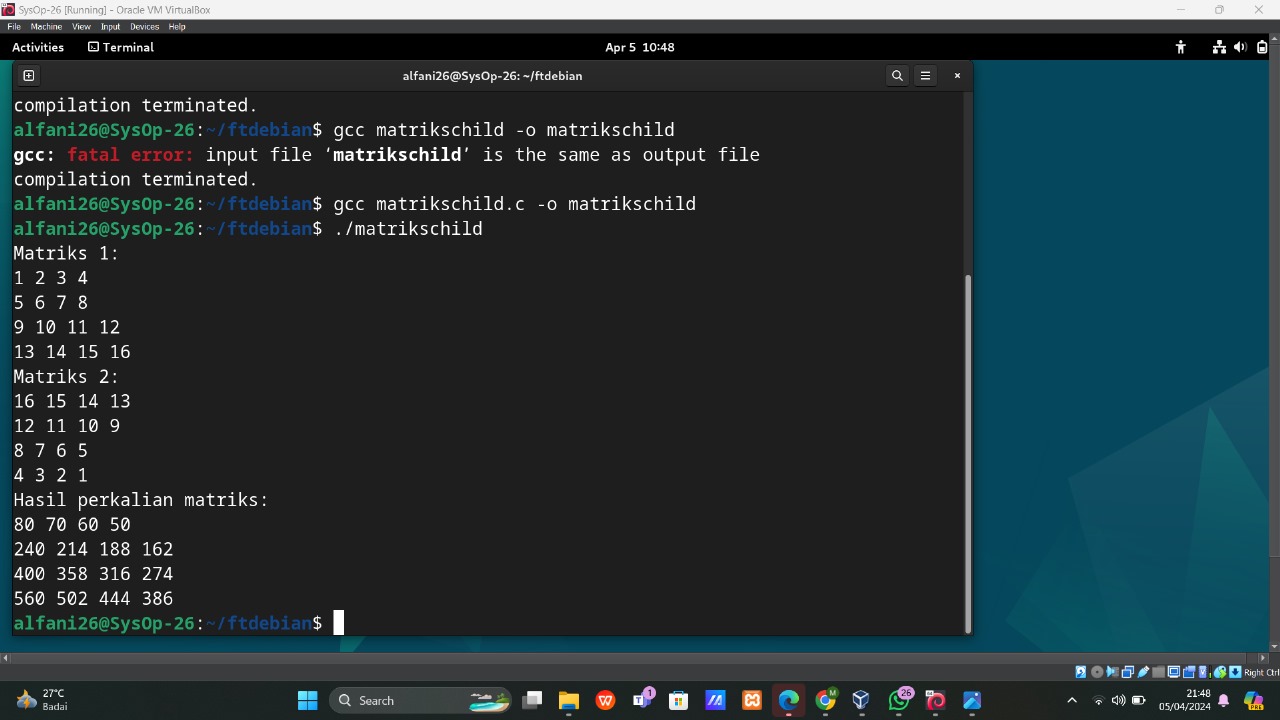 SysOp-26 [Running] - Oracle VM VirtualBox
File Machine View Input Devices Help
Activities Terminal Apr 5 10:48
alfani26@SysOp-26: ~/ftdebian
compilation terminated.
alfani26@SysOp-26:~/ftdebian$ gcc matrikschild -o matrikschild
gcc: fatal error: input file ‘matrikschild’ is the same as output file
compilation terminated.
alfani26@SysOp-26:~/ftdebian$ gcc matrikschild.c -o matrikschild
alfani26@SysOp-26:~/ftdebian$ ./matrikschild
Matriks 1:
1 2 3 4
5 6 7 8
9 10 11 12
13 14 15 16
Matriks 2:
16 15 14 13
12 11 10 9
8 7 6 5
4 3 2 1
Hasil perkalian matriks:
80 70 60 50
240 214 188 162
400 358 316 274
560 502 444 386
alfani26@SysOp-26:~/ftdebian$
Right Ctrl
27°C
Badai
Search
1
M
26
21:48
05/04/2024
PRE